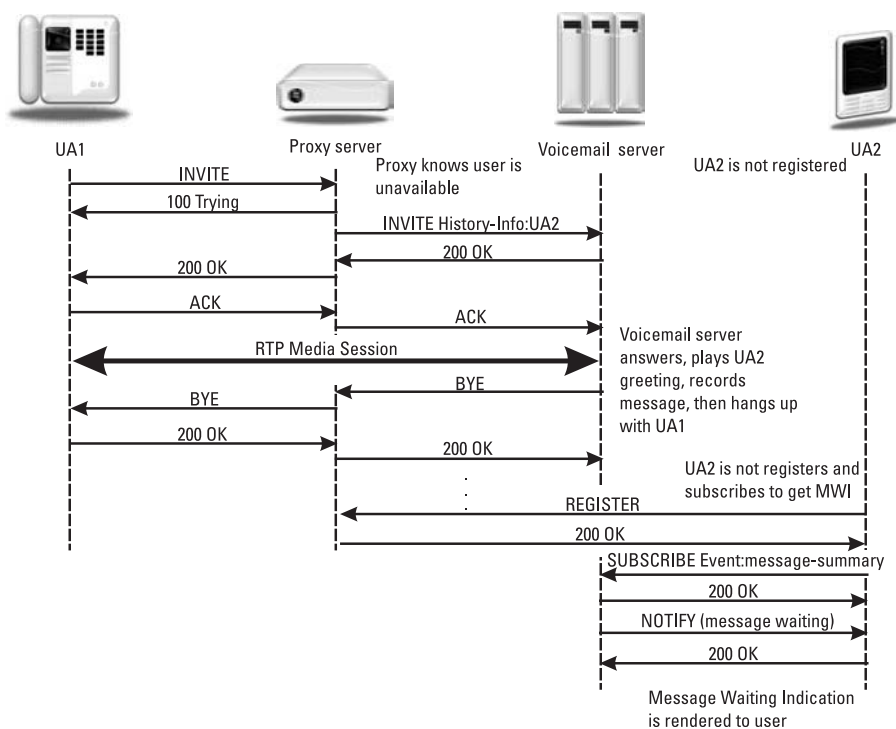 UA1
Proxy server
Voicemail server
UA2
Proxy knows user is
unavailable
UA2 is not registered
INVITE
100 Trying
INVITE History-Info:UA2
200 OK
200 OK
ACK
ACK
RTP Media Session
Voicemail server
answers, plays UA2
greeting, records
message, then hangs up
with UA1
BYE
BYE
200 OK
200 OK
UA2 is not registers and
subscribes to get MWI
REGISTER
200 OK
SUBSCRIBE Event:message-summary
200 OK
NOTIFY (message waiting)
200 OK
Message Waiting Indication
is rendered to user